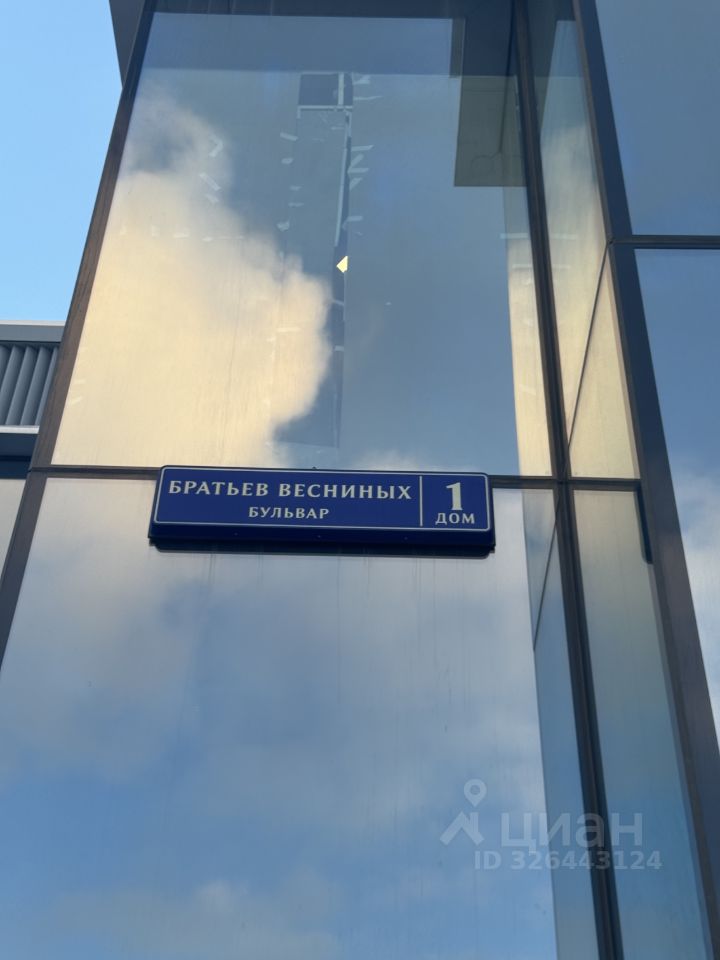 БРАТЬЕВ ВЕСНИНЫХ
БУЛЬВАР
1
ДОМ
циан
ID 326443124